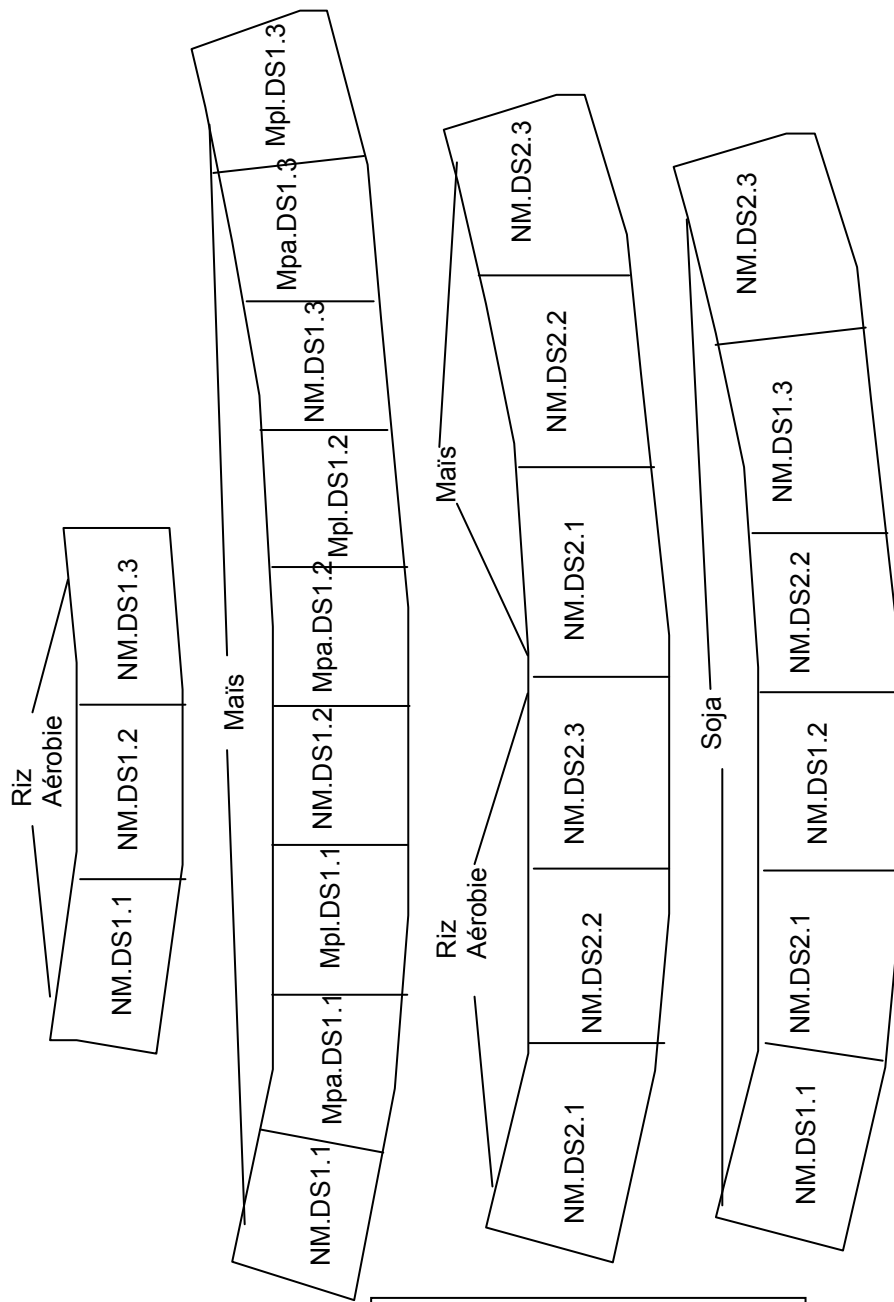 Riz
Aérobie
NM.DS1.1
NM.DS1.2
NM.DS1.3
Maïs
NM.DS1.1
Mpa.DS1.1
Mpl.DS1.1
NM.DS1.2
Mpa.DS1.2
Mpl.DS1.2
NM.DS1.3
Mpa.DS1.3
Mpl.DS1.3
Riz
Aérobie
Maïs
NM.DS2.1
NM.DS2.2
NM.DS2.3
NM.DS2.1
NM.DS2.2
NM.DS2.3
Soja
NM.DS1.1
NM.DS2.1
NM.DS1.2
NM.DS2.2
NM.DS1.3
NM.DS2.3